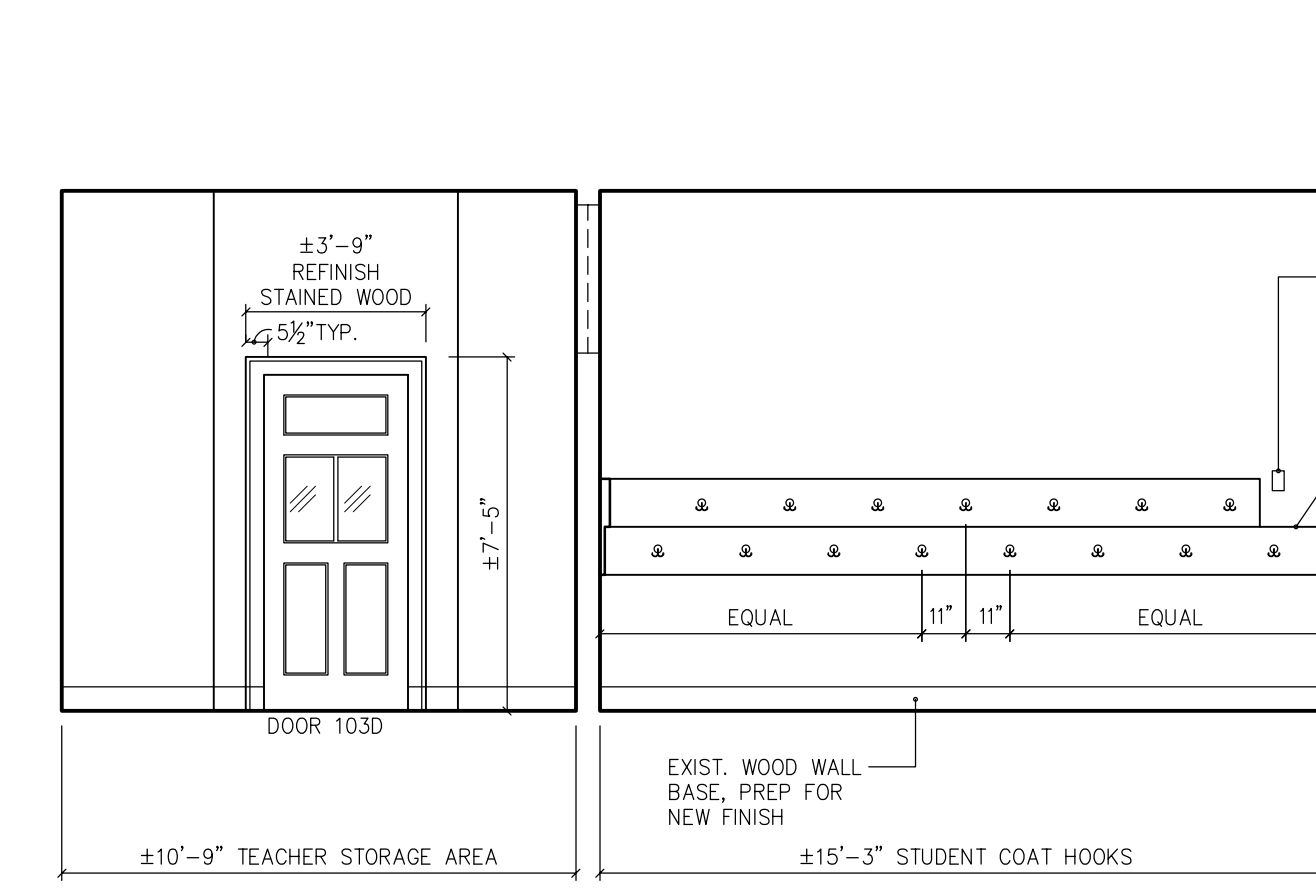 ±3’–9”
REFINISH
STAINED WOOD
5½”TYP.
±7’–5”
EQUAL
11”
11”
EQUAL
DOOR 103D
EXIST. WOOD WALL
BASE, PREP FOR
NEW FINISH
±10’–9” TEACHER STORAGE AREA
±15’–3” STUDENT COAT HOOKS